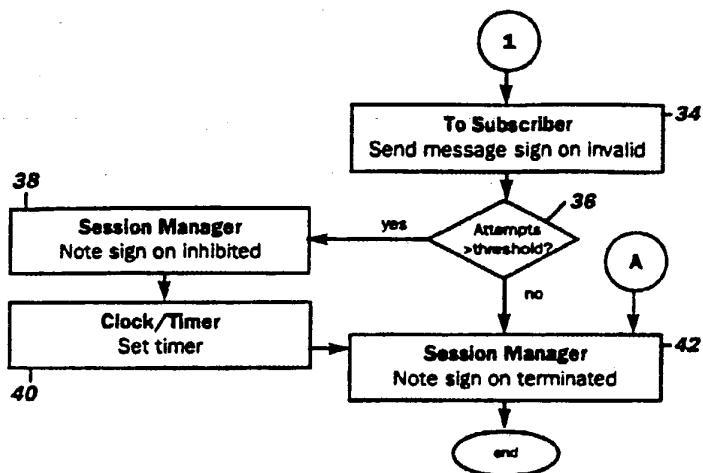 1
To Subscriber
Send message sign on invalid
34
36
Attempts
>threshold?
yes
38
Session Manager
Note sign on inhibited
A
no
Clock/Timer
Set timer
40
Session Manager
Note sign on terminated
42
end